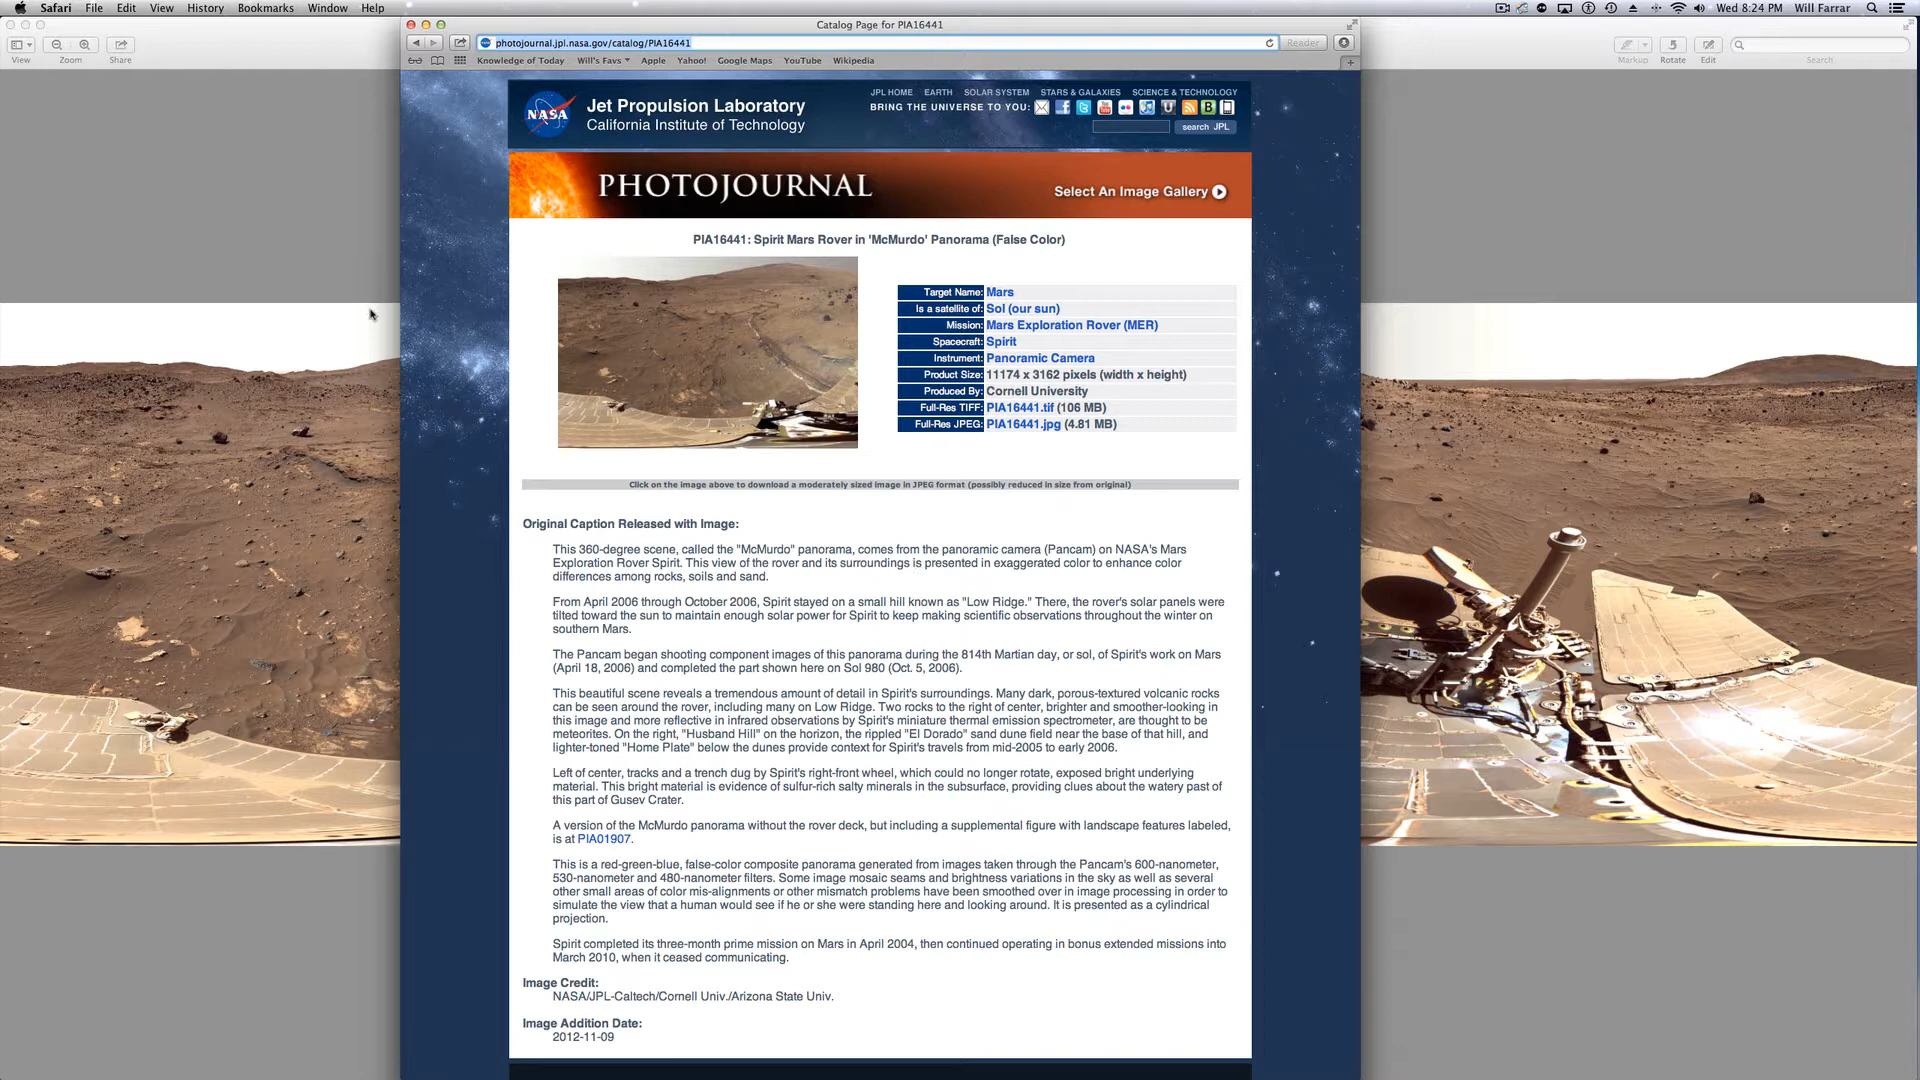 Safari File Edit View History Bookmarks Window Help
Wed 8:24 PM Will Farrar
Catalog Page for PIA16441
photojournal.jpl.nasa.gov/catalog/PIA16441
Reader
View Zoom Share
Markup Rotate Edit Search
Knowledge of Today Will's Favs Apple Yahoo! Google Maps YouTube Wikipedia
NASA
Jet Propulsion Laboratory
California Institute of Technology
JPL HOME EARTH SOLAR SYSTEM STARS & GALAXIES SCIENCE & TECHNOLOGY
BRING THE UNIVERSE TO YOU:
search JPL
PHOTOJOURNAL
Select An Image Gallery
PIA16441: Spirit Mars Rover in 'McMurdo' Panorama (False Color)
Target Name: Mars
Is a satellite of: Sol (our sun)
Mission: Mars Exploration Rover (MER)
Spacecraft: Spirit
Instrument: Panoramic Camera
Product Size: 11174 x 3162 pixels (width x height)
Produced By: Cornell University
Full-Res TIFF: PIA16441.tif (106 MB)
Full-Res JPEG: PIA16441.jpg (4.81 MB)
Click on the image above to download a moderately sized image in JPEG format (possibly reduced in size from original)
Original Caption Released with Image:
This 360-degree scene, called the "McMurdo" panorama, comes from the panoramic camera (Pancam) on NASA's Mars
Exploration Rover Spirit. This view of the rover and its surroundings is presented in exaggerated color to enhance color
differences among rocks, soils and sand.
From April 2006 through October 2006, Spirit stayed on a small hill known as "Low Ridge." There, the rover's solar panels were
tilted toward the sun to maintain enough solar power for Spirit to keep making scientific observations throughout the winter on
southern Mars.
The Pancam began shooting component images of this panorama during the 814th Martian day, or sol, of Spirit's work on Mars
(April 18, 2006) and completed the part shown here on Sol 980 (Oct. 5, 2006).
This beautiful scene reveals a tremendous amount of detail in Spirit's surroundings. Many dark, porous-textured volcanic rocks
can be seen around the rover, including many on Low Ridge. Two rocks to the right of center, brighter and smoother-looking in
this image and more reflective in infrared observations by Spirit's miniature thermal emission spectrometer, are thought to be
meteorites. On the right, "Husband Hill" on the horizon, the rippled "El Dorado" sand dune field near the base of that hill, and
lighter-toned "Home Plate" below the dunes provide context for Spirit's travels from mid-2005 to early 2006.
Left of center, tracks and a trench dug by Spirit's right-front wheel, which could no longer rotate, exposed bright underlying
material. This bright material is evidence of sulfur-rich salty minerals in the subsurface, providing clues about the watery past of
this part of Gusev Crater.
A version of the McMurdo panorama without the rover deck, but including a supplemental figure with landscape features labeled,
is at PIA01907.
This is a red-green-blue, false-color composite panorama generated from images taken through the Pancam's 600-nanometer,
530-nanometer and 480-nanometer filters. Some image mosaic seams and brightness variations in the sky as well as several
other small areas of color mis-alignments or other mismatch problems have been smoothed over in image processing in order to
simulate the view that a human would see if he or she were standing here and looking around. It is presented as a cylindrical
projection.
Spirit completed its three-month prime mission on Mars in April 2004, then continued operating in bonus extended missions into
March 2010, when it ceased communicating.
Image Credit:
NASA/JPL-Caltech/Cornell Univ./Arizona State Univ.
Image Addition Date:
2012-11-09